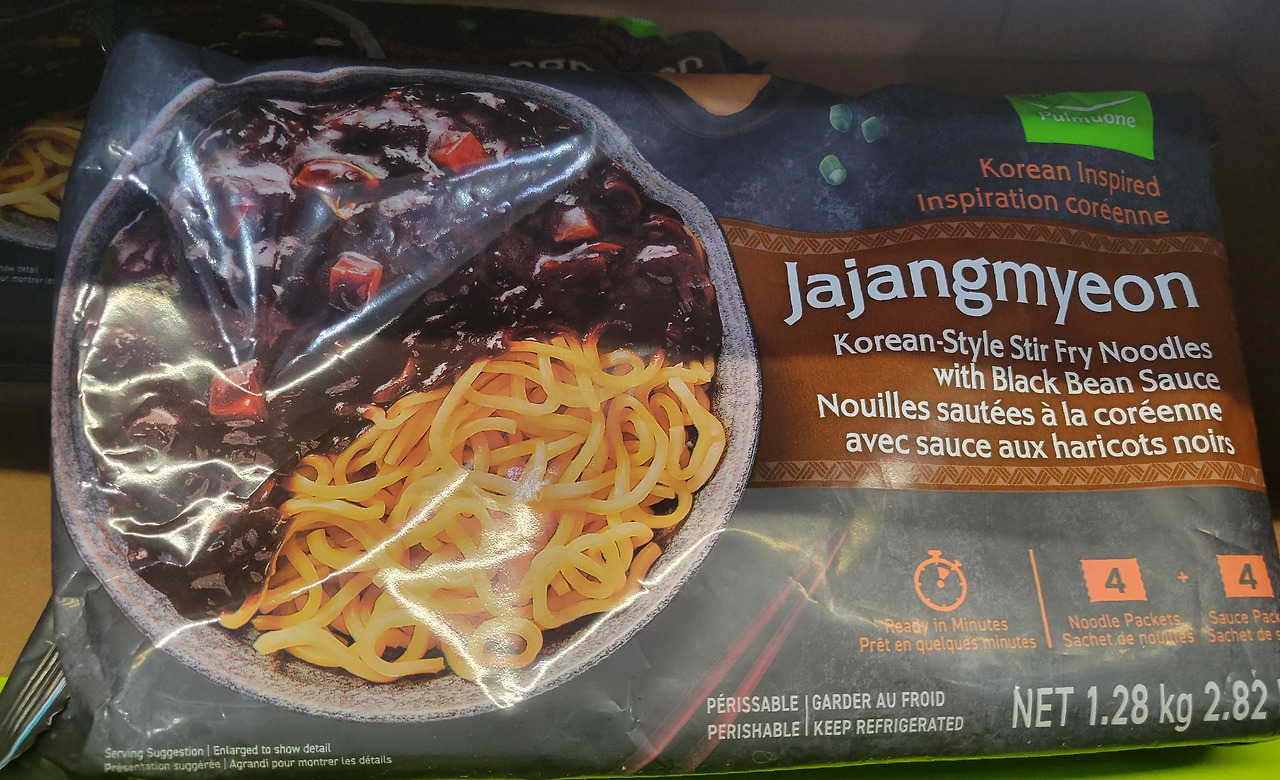 Pulmuone
Korean Inspired
Inspiration coréenne
Jajangmyeon
Korean-Style Stir Fry Noodles
with Black Bean Sauce
Nouilles sautées à la coréenne
avec sauce aux haricots noirs
Ready in Minutes
Prêt en quelques minutes
4
Noodle Packets
Sachet de nouilles
+
4
Sauce
Sachet de
PÉRISSABLE | GARDER AU FROID
PERISHABLE | KEEP REFRIGERATED
NET 1.28 kg 2.82
Serving Suggestion | Enlarged to show detail
Présentation suggérée | Agrandi pour montrer les détails